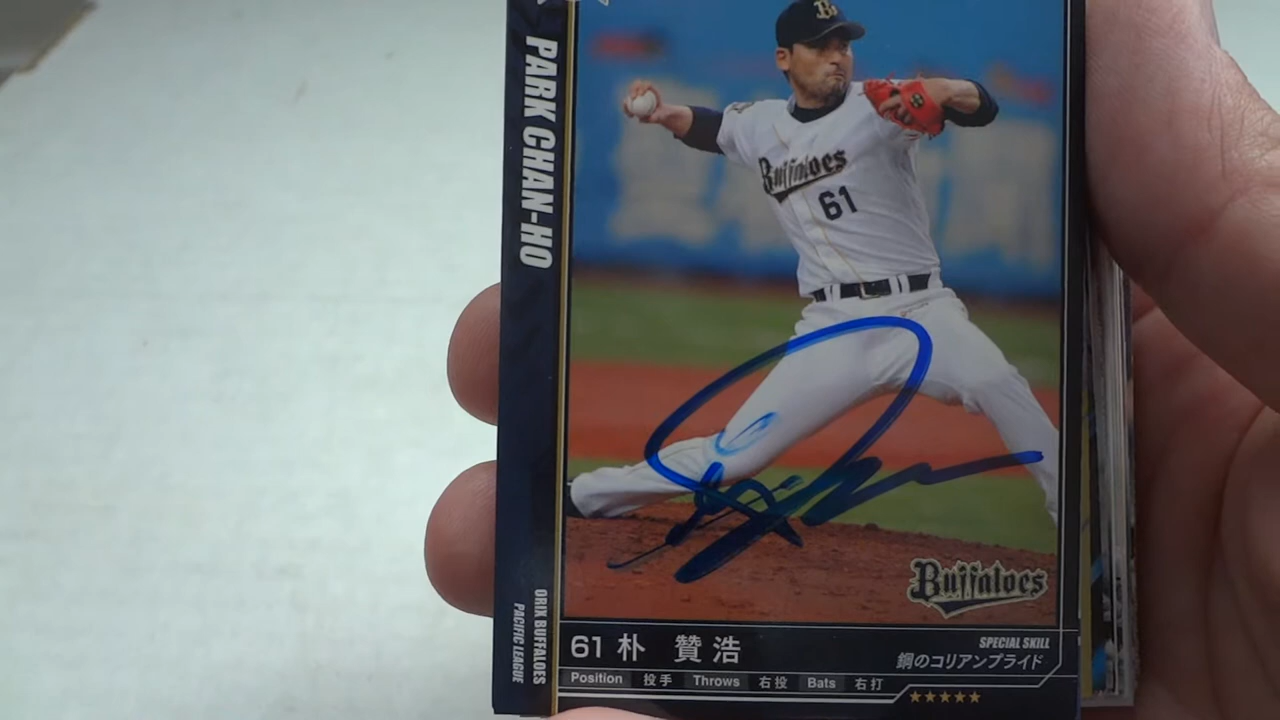 PARK CHAN-HO
B
Buffaloes
61
Buffaloes
ORIX BUFFALOES
PACIFIC LEAGUE
61 朴 贊浩
SPECIAL SKILL
鋼のコリアンプライド
Position 投手 Throws 右投 Bats 右打
★★★★★